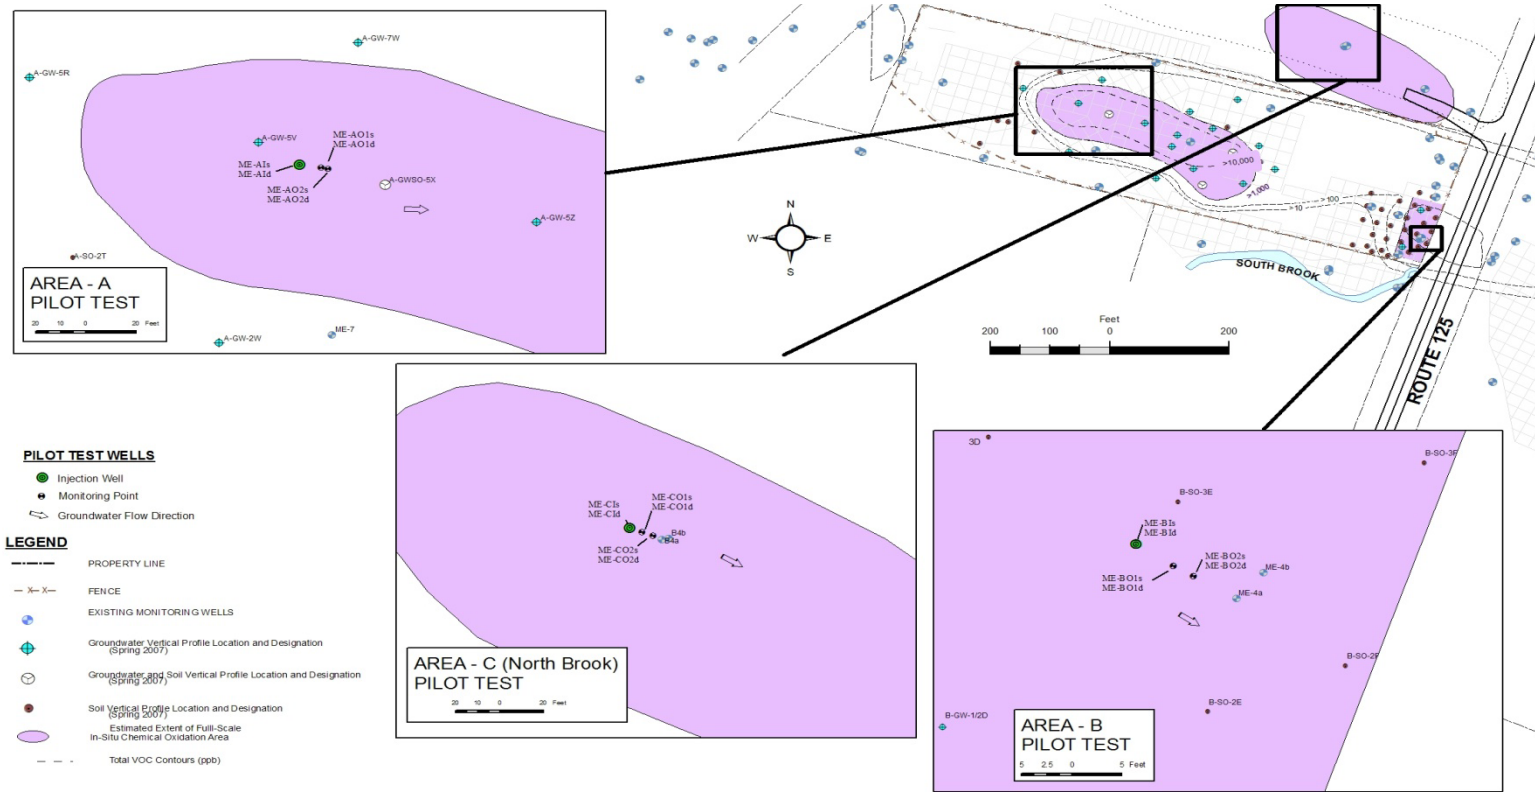 A-GW-7W
A-GW-5R
A-GW-5V
ME-AO1s
ME-AO1d
ME-AIs
ME-AId
ME-AO2s
ME-AO2d
A-GWSO-5X
A-GW-5Z
A-SO-2T
AREA - A
PILOT TEST
20 10 0 20 Feet
A-GW-2W
ME-7
>10,000
>1,000
>10
>100
N
W E
S
SOUTH BROOK
Feet
200 100 0 200
ROUTE 125
PILOT TEST WELLS
Injection Well
Monitoring Point
Groundwater Flow Direction
LEGEND
PROPERTY LINE
FENCE
EXISTING MONITORING WELLS
Groundwater Vertical Profile Location and Designation
(Spring 2007)
Groundwater and Soil Vertical Profile Location and Designation
(Spring 2007)
Soil Vertical Profile Location and Designation
(Spring 2007)
Estimated Extent of Fulll-Scale
In-Situ Chemical Oxidation Area
Total VOC Contours (ppb)
ME-CO1s
ME-CO1d
ME-CIs
ME-CId
B4b
B4a
ME-CO2s
ME-CO2d
AREA - C (North Brook)
PILOT TEST
20 10 0 20 Feet
3D
B-SO-3F
B-SO-3E
ME-BIs
ME-BId
ME-BO2s
ME-BO2d
ME-BO1s
ME-BO1d
ME-4b
ME-4a
B-SO-2F
B-SO-2E
B-GW-1/2D
AREA - B
PILOT TEST
5 2.5 0 5 Feet